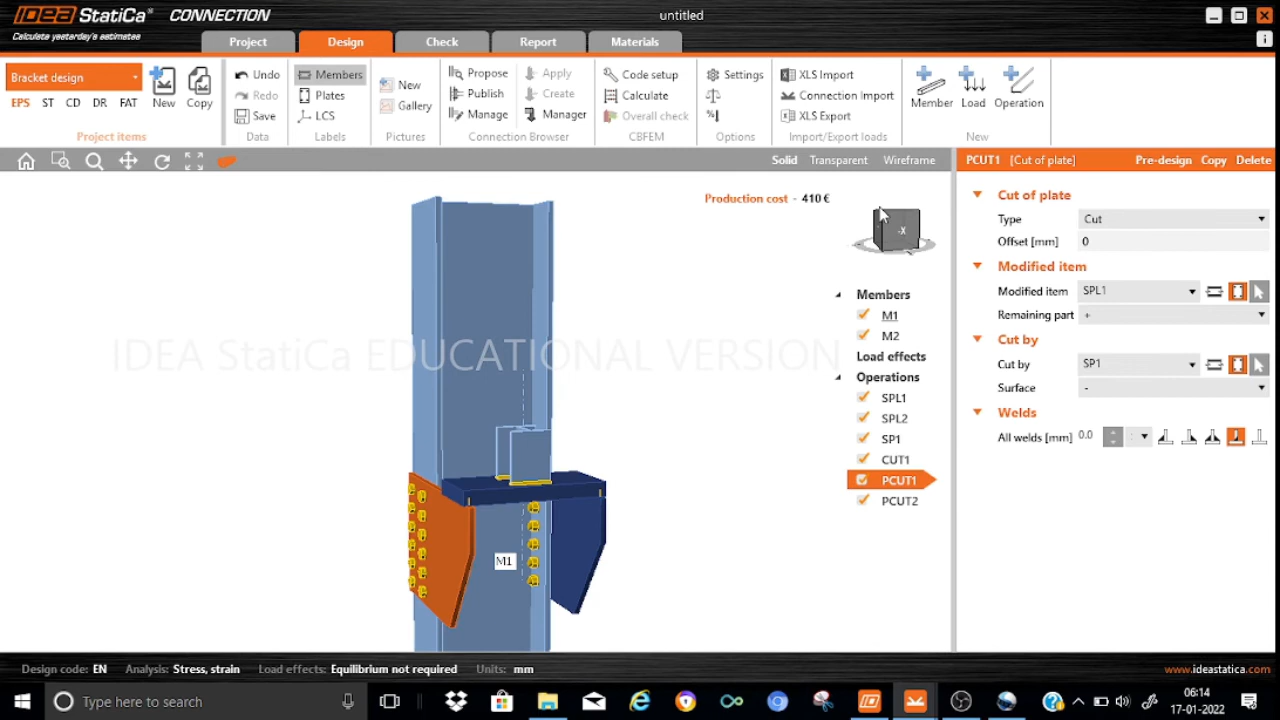 IDEA StatiCa® CONNECTION
Calculate yesterday's estimates
untitled
Project
Design
Check
Report
Materials
Bracket design
EPS ST CD DR FAT
New
Copy
Project items
Undo
Redo
Save
Data
Members
Plates
LCS
Labels
New
Gallery
Pictures
Propose
Publish
Manage
Apply
Create
Manager
Connection Browser
Code setup
Calculate
Overall check
CBFEM
Settings
Options
XLS Import
Connection Import
XLS Export
Import/Export loads
Member
Load
Operation
New
Solid Transparent Wireframe
PCUT1 [Cut of plate]
Pre-design Copy Delete
Production cost - 410 €
-X
Members
M1
M2
Load effects
Operations
SPL1
SPL2
SP1
CUT1
PCUT1
PCUT2
M1
IDEA StatiCa EDUCATIONAL VERSION
Cut of plate
Type Cut
Offset [mm] 0
Modified item
Modified item SPL1
Remaining part +
Cut by
Cut by SP1
Surface -
Welds
All welds [mm] 0.0
Design code: EN Analysis: Stress, strain Load effects: Equilibrium not required Units: mm
www.ideastatica.com
Type here to search
06:14
17-01-2022